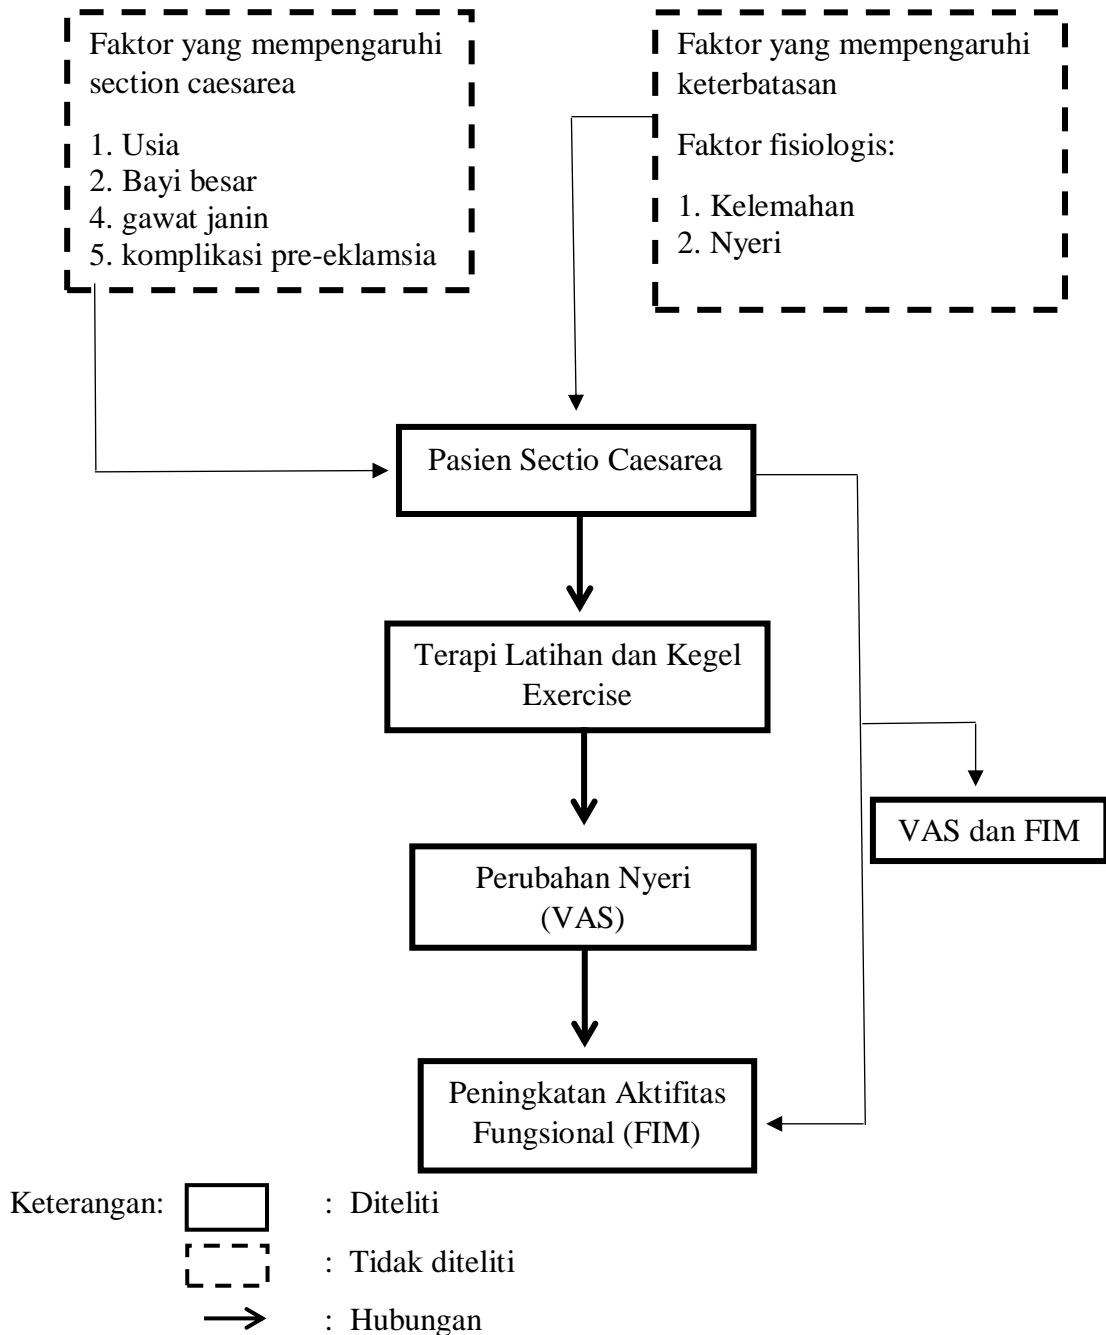 Faktor yang mempengaruhi
section caesarea
1. Usia
2. Bayi besar
4. gawat janin
5. komplikasi pre-eklamsia
Faktor yang mempengaruhi
keterbatasan
Faktor fisiologis:
1. Kelemahan
2. Nyeri
Pasien Sectio Caesarea
Terapi Latihan dan Kegel
Exercise
VAS dan FIM
Perubahan Nyeri
(VAS)
Peningkatan Aktifitas
Fungsional (FIM)
Keterangan:
: Diteliti
: Tidak diteliti
: Hubungan